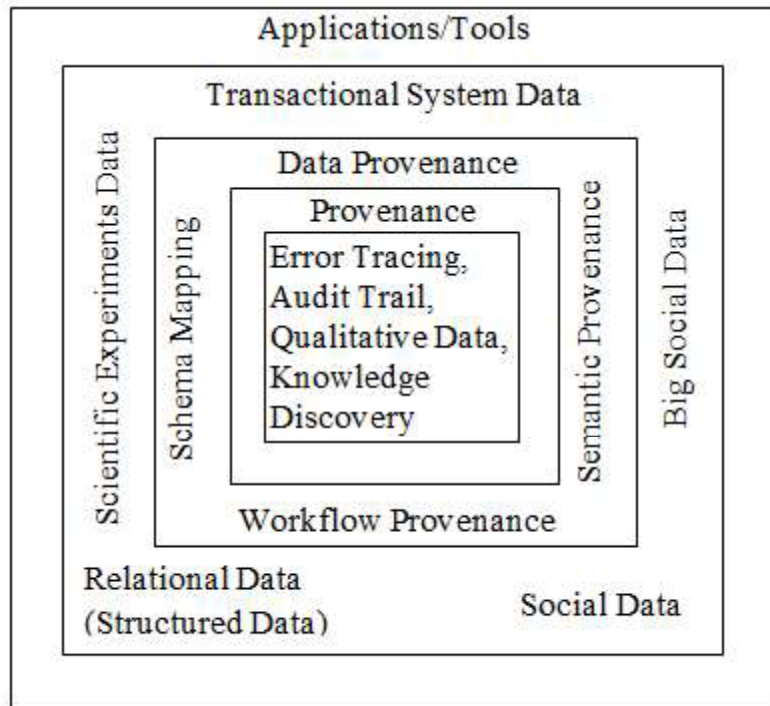 Applications/Tools
Transactional System Data
Scientific Experiments Data
Data Provenance
Schema Mapping
Provenance
Error Tracing,
Audit Trail,
Qualitative Data,
Knowledge
Discovery
Semantic Provenance
Big Social Data
Workflow Provenance
Relational Data
(Structured Data)
Social Data